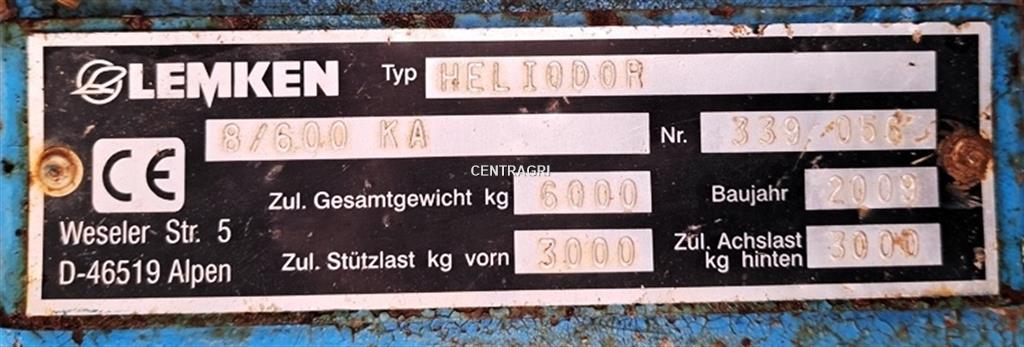 LEMKEN Typ HELIODOR
8/600 KA Nr. 339 056
CE
CENTRAGRI
Zul. Gesamtgewicht kg 6000 Baujahr 2009
Weseler Str. 5
D-46519 Alpen
Zul. Stützlast kg vorn 3000 Zul. Achslast
kg hinten 3000